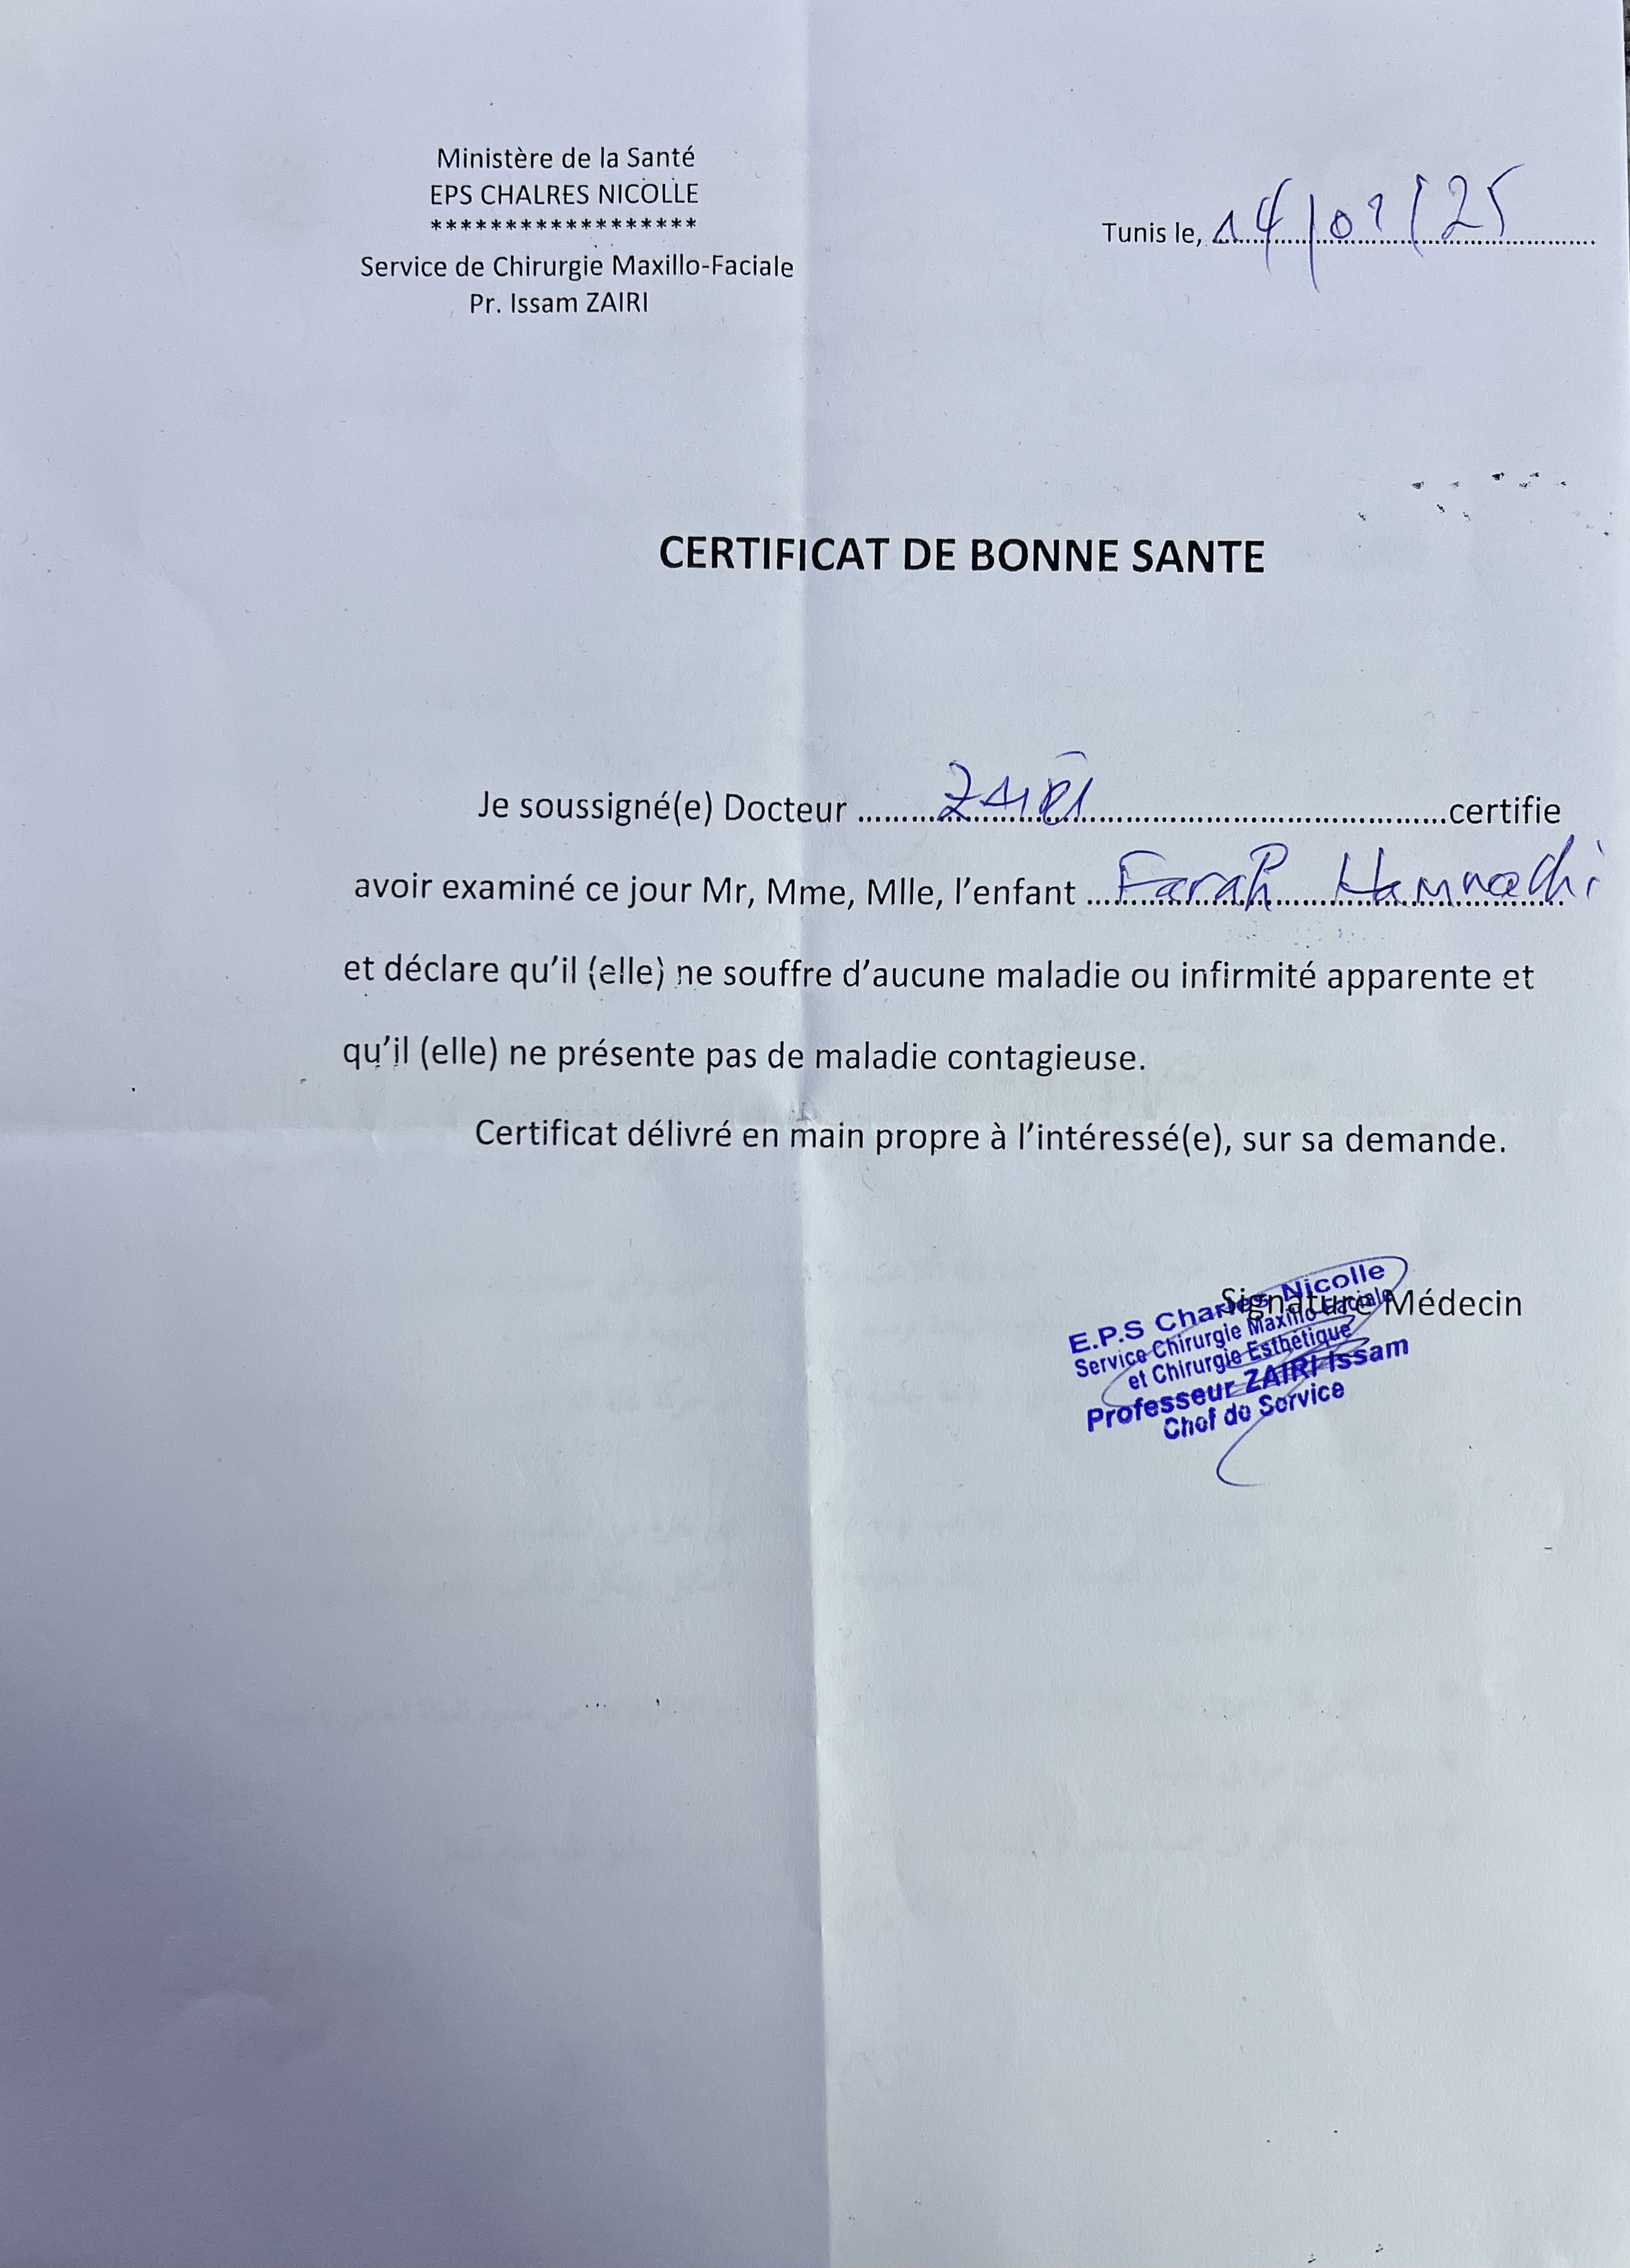 Ministère de la Santé
EPS CHALRES NICOLLE
******************
Service de Chirurgie Maxillo-Faciale
Pr. Issam ZAIRI
Tunis le, 14/0 /25
CERTIFICAT DE BONNE SANTE
Je soussigné(e) Docteur ZAIRI certifie
avoir examiné ce jour Mr, Mme, Mlle, l'enfant Farah Hannachi
et déclare qu'il (elle) ne souffre d'aucune maladie ou infirmité apparente et
qu'il (elle) ne présente pas de maladie contagieuse.
Certificat délivré en main propre à l'intéressé(e), sur sa demande.
Signature Médecin
E.P.S Charles Nicolle
Service Chirurgie Maxillo Faciale
et Chirurgie Esthétique
Professeur ZAIRI Issam
Chef de Service